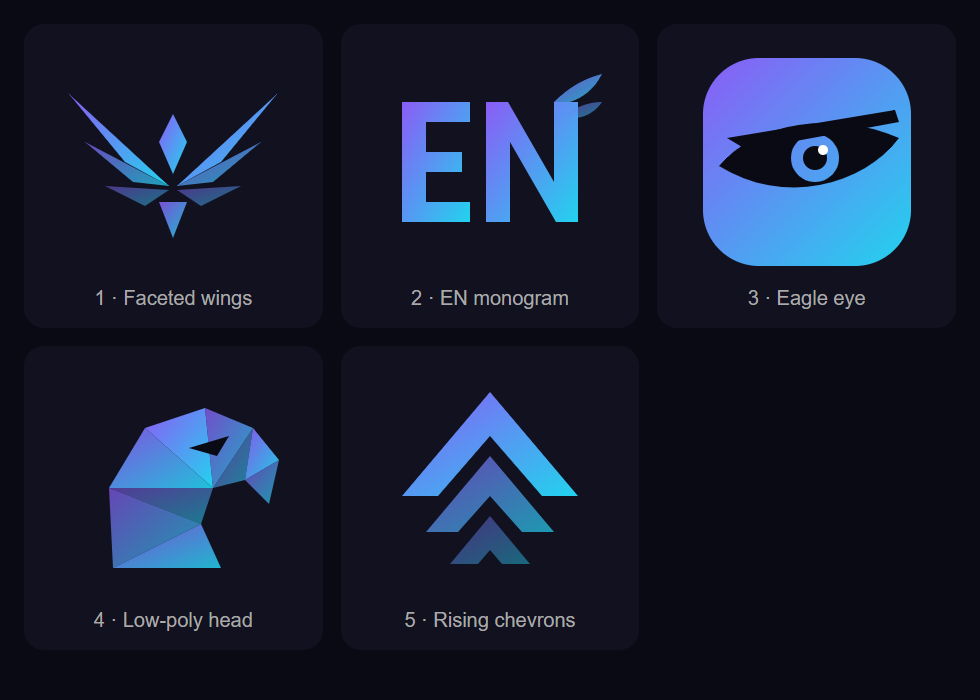 EN
1 · Faceted wings
2 · EN monogram
3 · Eagle eye
4 · Low-poly head
5 · Rising chevrons